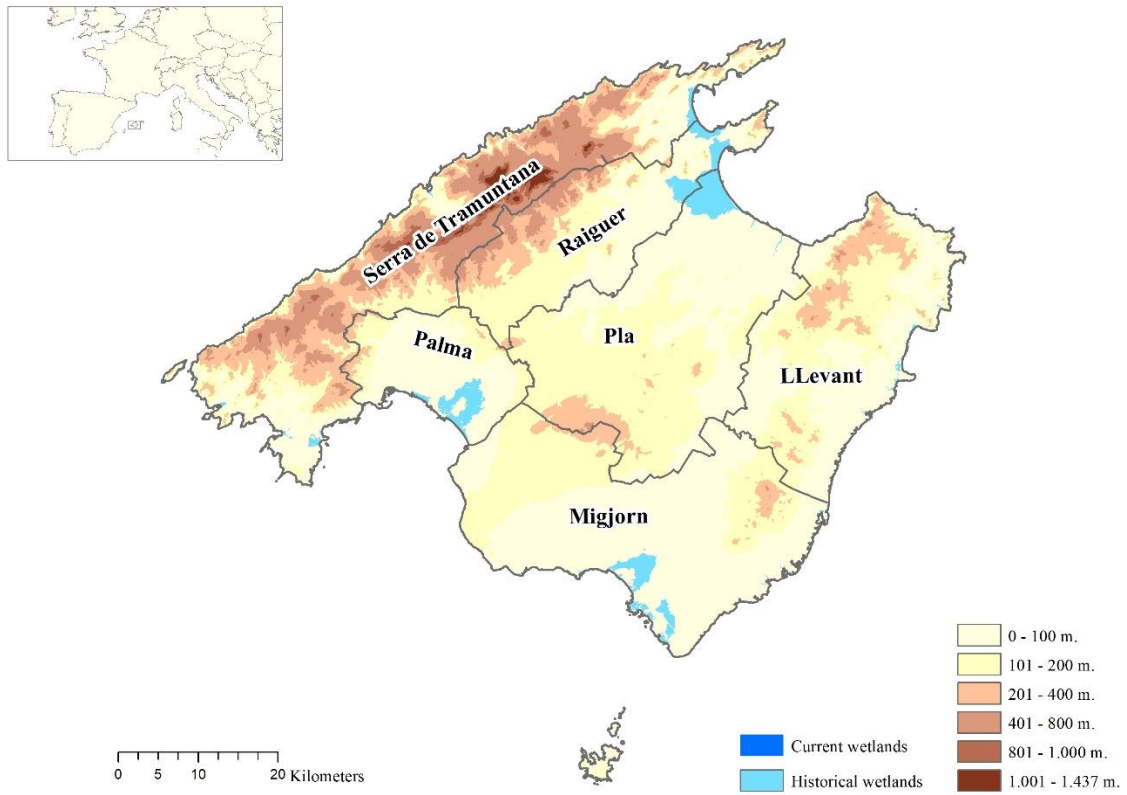 Serra de Tramuntana
Raiguer
Palma
Pla
LLevant
Migjorn
0 - 100 m.
101 - 200 m.
201 - 400 m.
401 - 800 m.
801 - 1.000 m.
1.001 - 1.437 m.
Current wetlands
Historical wetlands
0 5 10 20 Kilometers